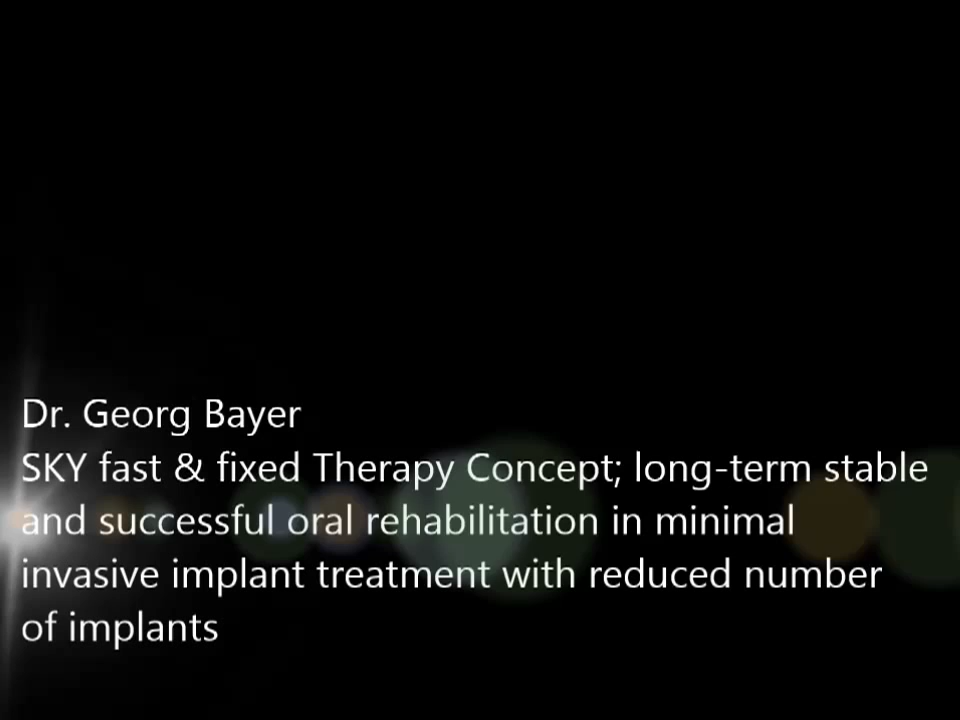 Dr. Georg Bayer
SKY fast & fixed Therapy Concept; long-term stable
and successful oral rehabilitation in minimal
invasive implant treatment with reduced number
of implants